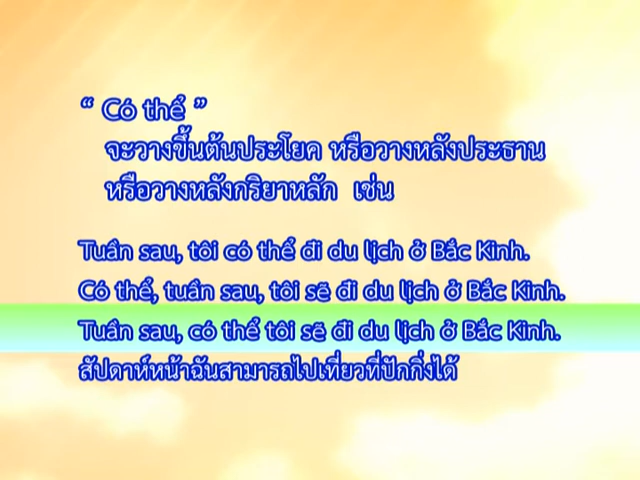 “ Có thể ”
จะวางขึ้นต้นประโยค หรือวางหลังประธาน
หรือวางหลังกริยาหลัก เช่น
Tuần sau, tôi có thể đi du lịch ở Bắc Kinh.
Có thể, tuần sau, tôi sẽ đi du lịch ở Bắc Kinh.
Tuần sau, có thể tôi sẽ đi du lịch ở Bắc Kinh.
สัปดาห์หน้าฉันสามารถไปเที่ยวที่ปักกิ่งได้